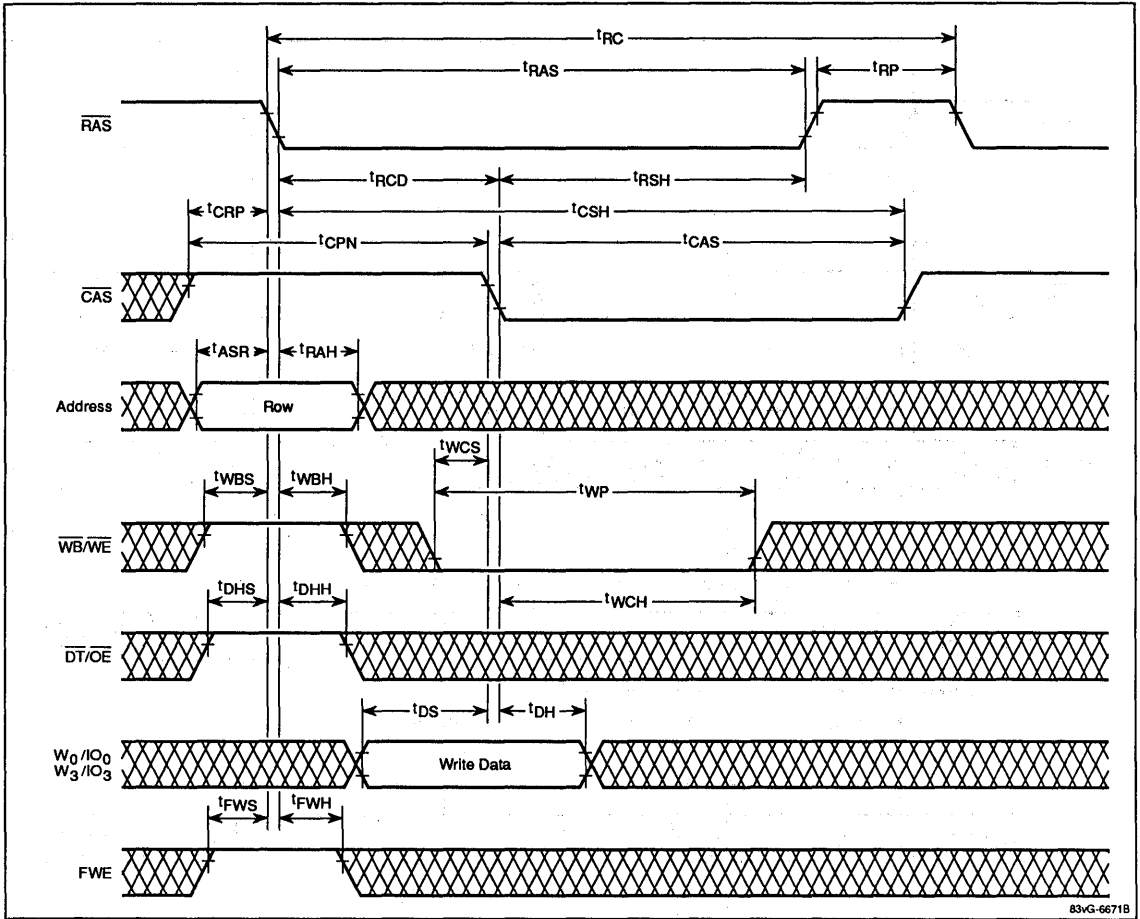 tRC
tRAS
tRP
RAS
tRCD
tRSH
tCRP
tCSH
tCPN
tCAS
CAS
tASR
tRAH
Address
Row
tWCS
tWBS
tWBH
tWP
WB/WE
tDHS
tDHH
tWCH
DT/OE
tDS
tDH
W0/IO0
W3/IO3
Write Data
tFWS
tFWH
FWE
83vG-6671B